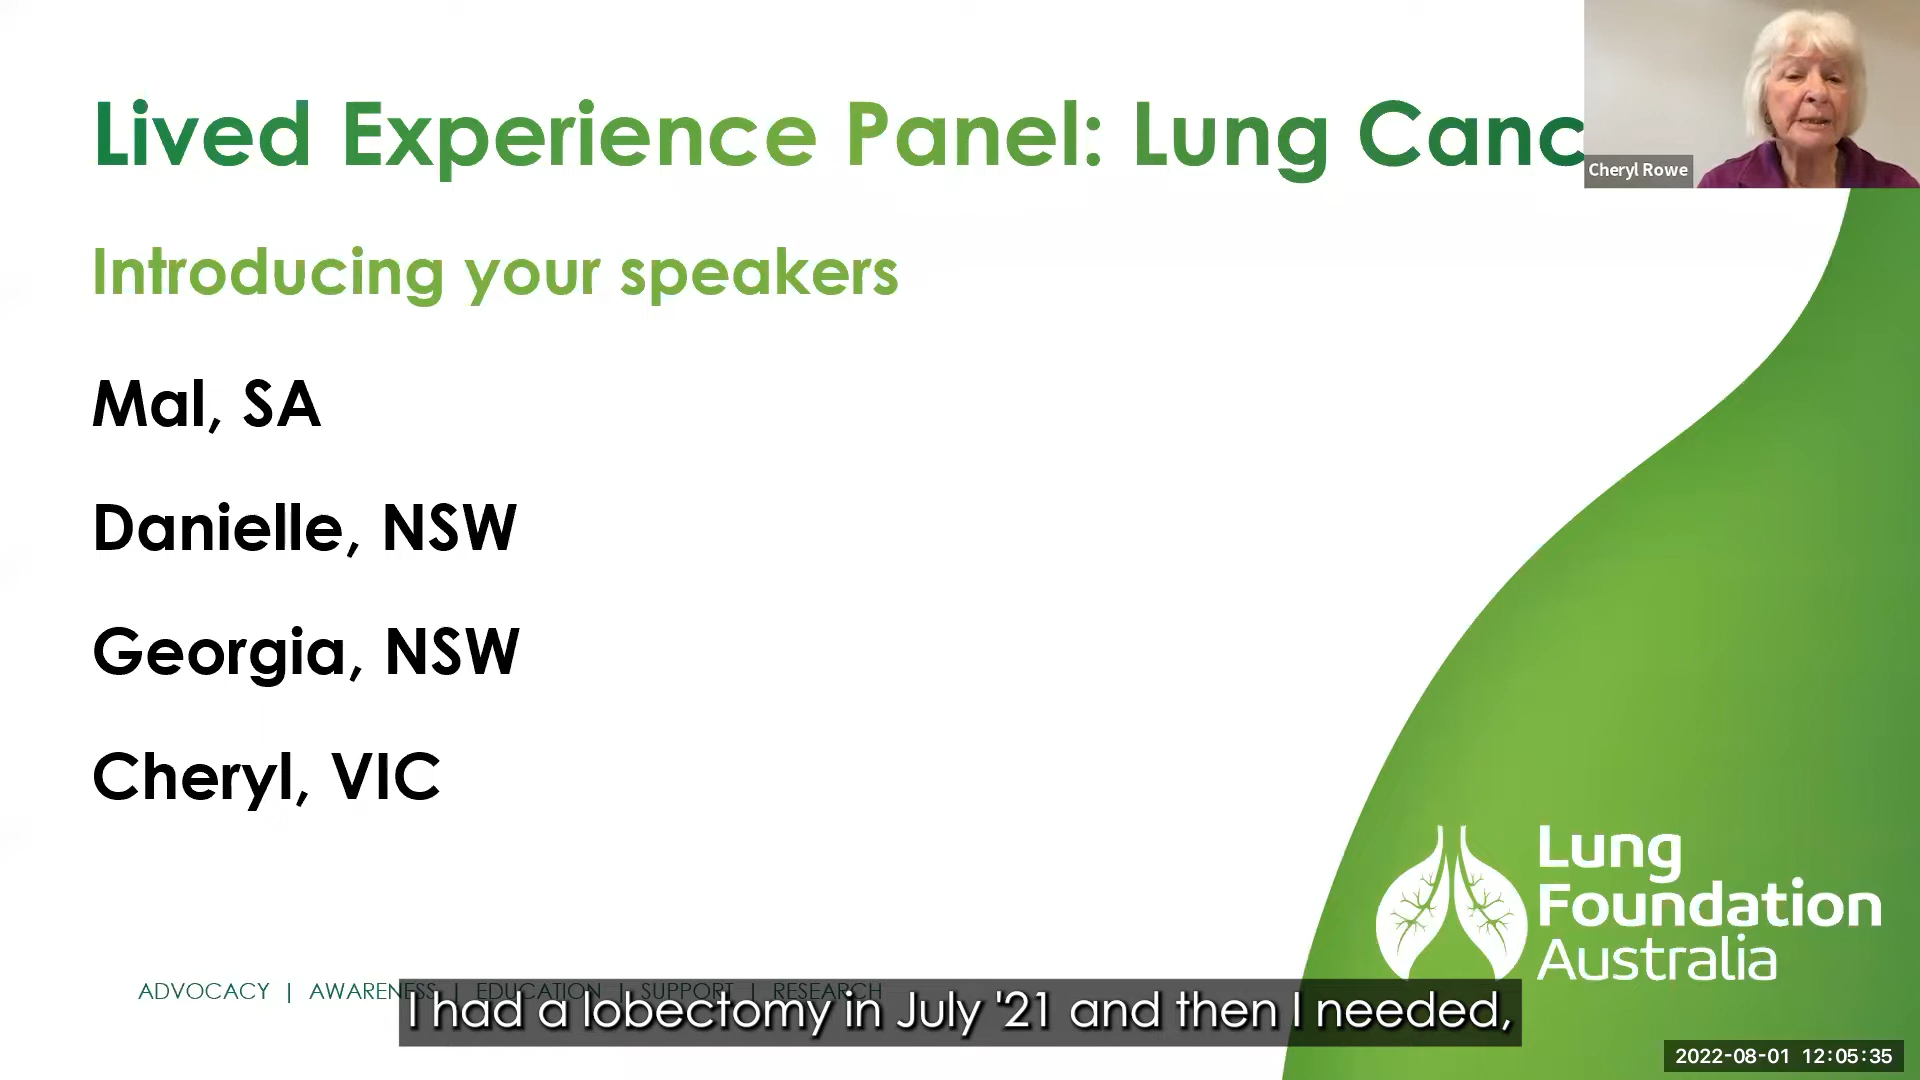 Lived Experience Panel: Lung Canc
Cheryl Rowe
Introducing your speakers
Mal, SA
Danielle, NSW
Georgia, NSW
Cheryl, VIC
Lung
Foundation
Australia
ADVOCACY | AWARENESS | EDUCATION | SUPPORT | RESEARCH
I had a lobectomy in July '21 and then I needed,
2022-08-01 12:05:35